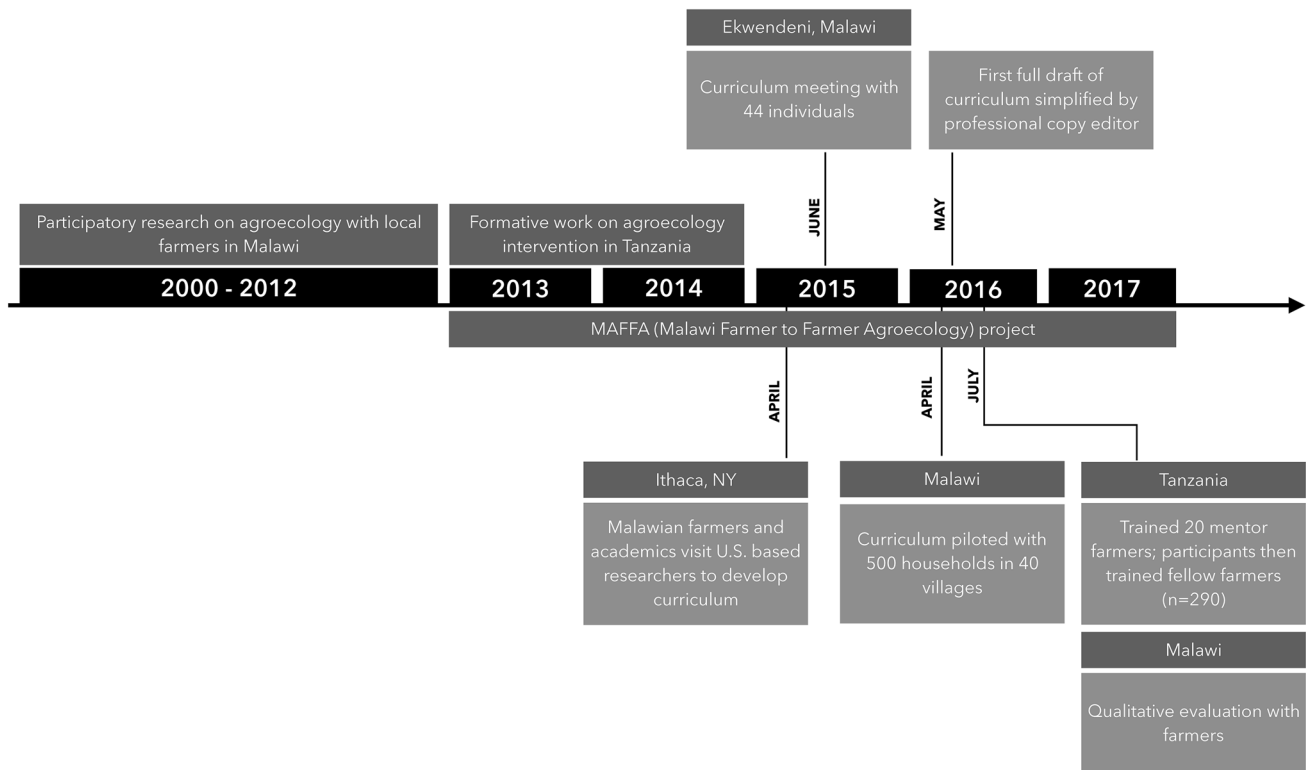 Ekwendeni, Malawi
Curriculum meeting with
44 individuals
First full draft of
curriculum simplified by
professional copy editor
JUNE
MAY
Participatory research on agroecology with local
farmers in Malawi
Formative work on agroecology
intervention in Tanzania
2000 - 2012
2013
2014
2015
2016
2017
MAFFA (Malawi Farmer to Farmer Agroecology) project
APRIL
APRIL
JULY
Ithaca, NY
Malawian farmers and
academics visit U.S. based
researchers to develop
curriculum
Malawi
Curriculum piloted with
500 households in 40
villages
Tanzania
Trained 20 mentor
farmers; participants then
trained fellow farmers
(n=290)
Malawi
Qualitative evaluation with
farmers